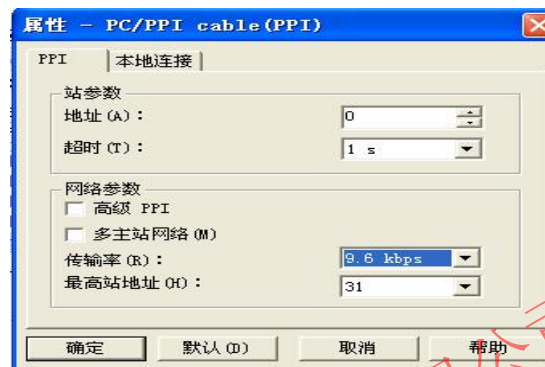 属性 - PC/PPI cable(PPI)
PPI 本地连接
站参数
地址(A): 0
超时(T): 1 s
网络参数
高级 PPI
多主站网络(M)
传输率(R): 9.6 kbps
最高站地址(H): 31
确定 默认(D) 取消 帮助